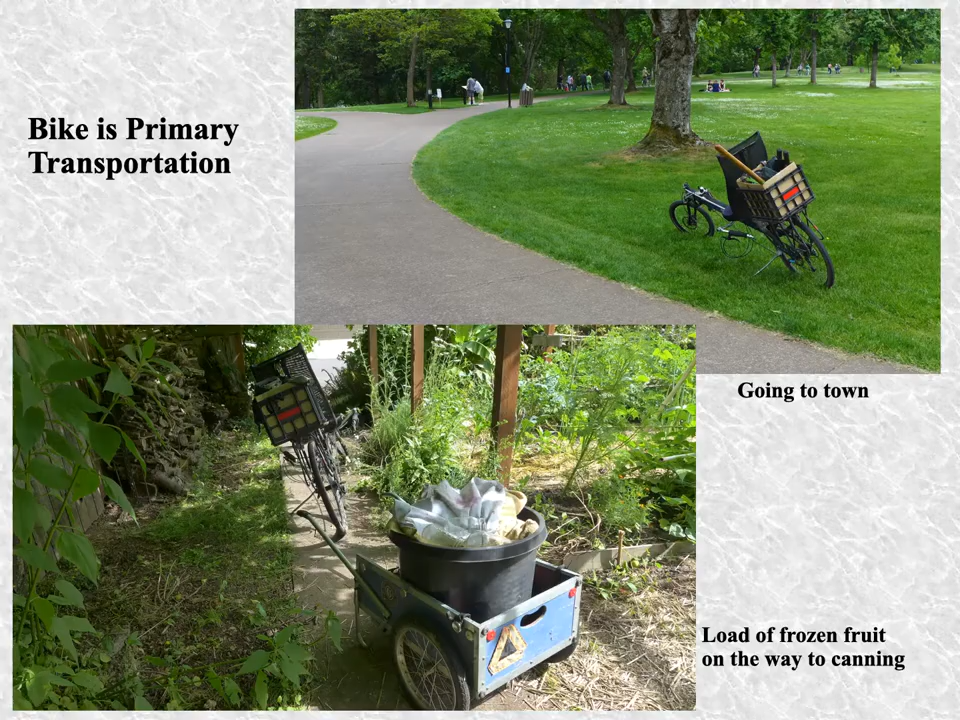 Bike is Primary
Transportation
Going to town
Load of frozen fruit
on the way to canning